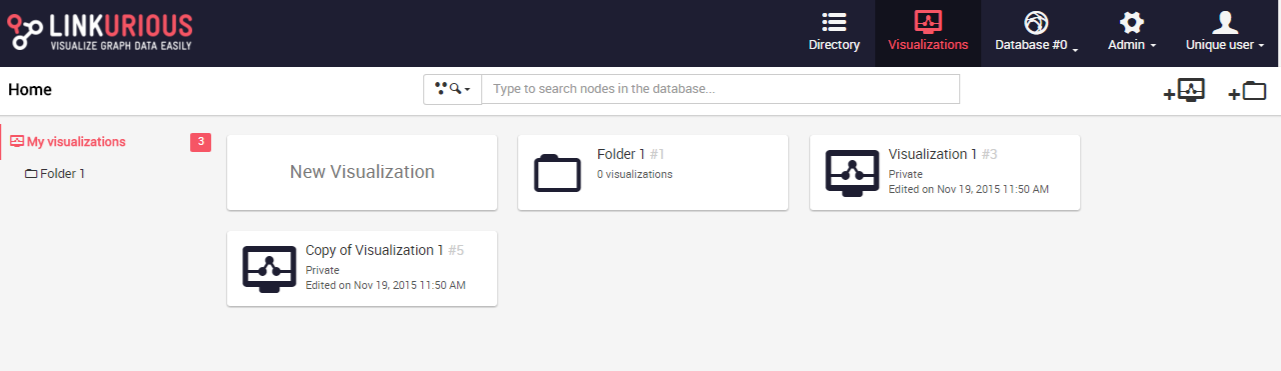 LINKURIOUS
VISUALIZE GRAPH DATA EASILY
Directory
Visualizations
Database #0
Admin
Unique user
Home
Type to search nodes in the database...
My visualizations
3
Folder 1
New Visualization
Folder 1 #1
0 visualizations
Visualization 1 #3
Private
Edited on Nov 19, 2015 11:50 AM
Copy of Visualization 1 #5
Private
Edited on Nov 19, 2015 11:50 AM